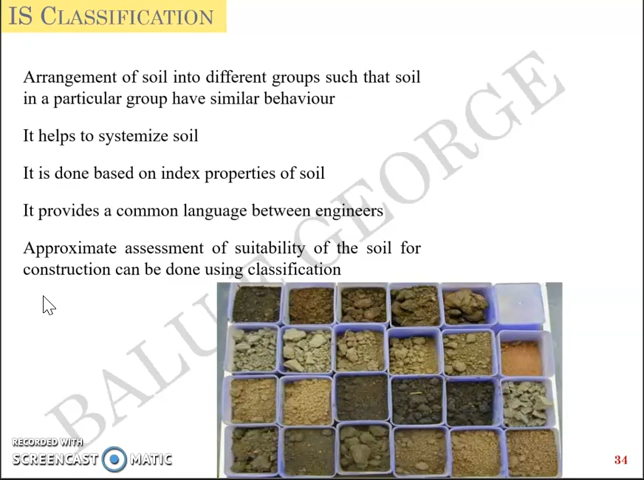 IS CLASSIFICATION
Arrangement of soil into different groups such that soil
in a particular group have similar behaviour
It helps to systemize soil
It is done based on index properties of soil
It provides a common language between engineers
Approximate assessment of suitability of the soil for
construction can be done using classification
BALU E GEORGE
RECORDED WITH
SCREENCAST MATIC
34